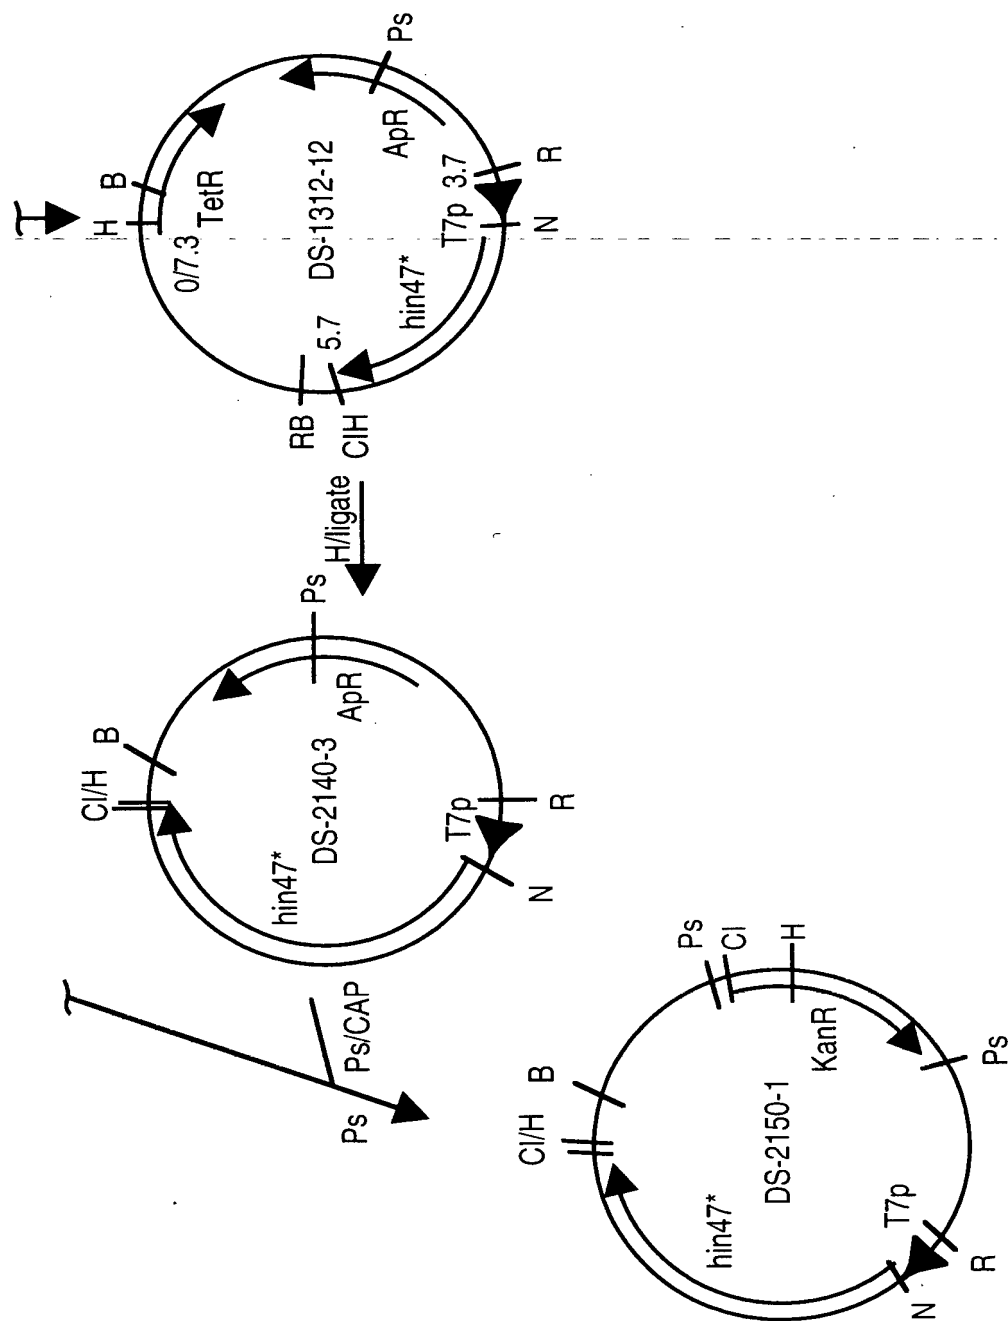 H
B
Ps
0/7.3
TetR
ApR
DS-1312-12
5.7
hin47*
T7p 3.7
R
N
RB
ClH
H/ligate
Cl/H
B
Ps
ApR
hin47*
DS-2140-3
T7p
R
N
Ps/CAP
Ps
Cl/H
B
Ps
Cl
H
hin47*
DS-2150-1
KanR
Ps
T7p
N
R